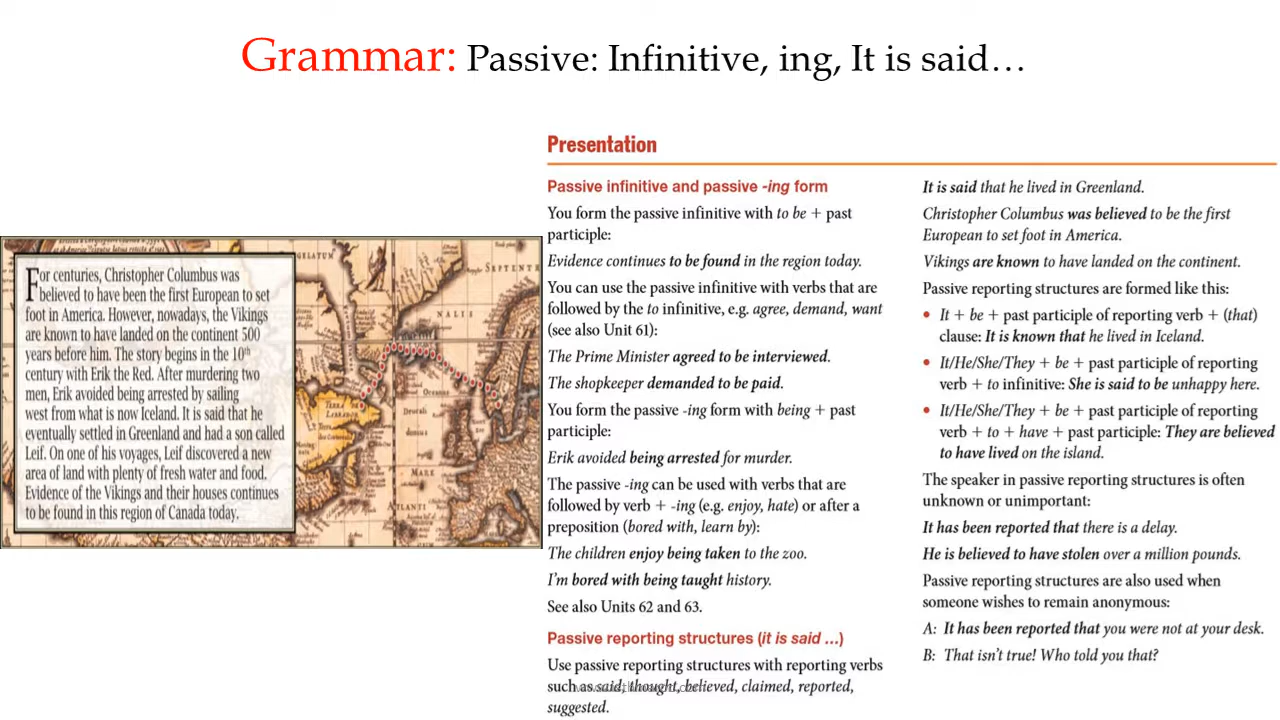 Grammar: Passive: Infinitive, ing, It is said…
For centuries, Christopher Columbus was
believed to have been the first European to set
foot in America. However, nowadays, the Vikings
are known to have landed on the continent 500
years before him. The story begins in the 10th
century with Erik the Red. After murdering two
men, Erik avoided being arrested by sailing
west from what is now Iceland. It is said that he
eventually settled in Greenland and had a son called
Leif. On one of his voyages, Leif discovered a new
area of land with plenty of fresh water and food.
Evidence of the Vikings and their houses continues
to be found in this region of Canada today.
NALIS
SEPTENTR
TERRA
LABRADOR
MARE
Presentation
Passive infinitive and passive -ing form
You form the passive infinitive with to be + past
participle:
Evidence continues to be found in the region today.
You can use the passive infinitive with verbs that are
followed by the to infinitive, e.g. agree, demand, want
(see also Unit 61):
The Prime Minister agreed to be interviewed.
The shopkeeper demanded to be paid.
You form the passive -ing form with being + past
participle:
Erik avoided being arrested for murder.
The passive -ing can be used with verbs that are
followed by verb + -ing (e.g. enjoy, hate) or after a
preposition (bored with, learn by):
The children enjoy being taken to the zoo.
I'm bored with being taught history.
See also Units 62 and 63.
Passive reporting structures (it is said ...)
Use passive reporting structures with reporting verbs
such as said, thought, believed, claimed, reported,
suggested.
It is said that he lived in Greenland.
Christopher Columbus was believed to be the first
European to set foot in America.
Vikings are known to have landed on the continent.
Passive reporting structures are formed like this:
• It + be + past participle of reporting verb + (that)
clause: It is known that he lived in Iceland.
• It/He/She/They + be + past participle of reporting
verb + to infinitive: She is said to be unhappy here.
• It/He/She/They + be + past participle of reporting
verb + to + have + past participle: They are believed
to have lived on the island.
The speaker in passive reporting structures is often
unknown or unimportant:
It has been reported that there is a delay.
He is believed to have stolen over a million pounds.
Passive reporting structures are also used when
someone wishes to remain anonymous:
A: It has been reported that you were not at your desk.
B: That isn't true! Who told you that?